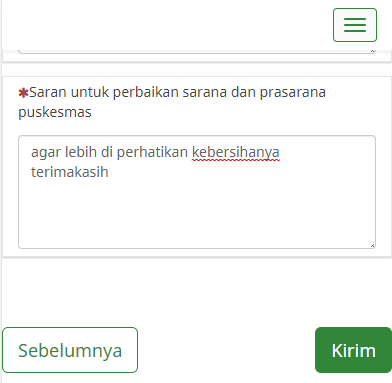 ✱Saran untuk perbaikan sarana dan prasarana
puskesmas
agar lebih di perhatikan kebersihanya
terimakasih
Sebelumnya
Kirim